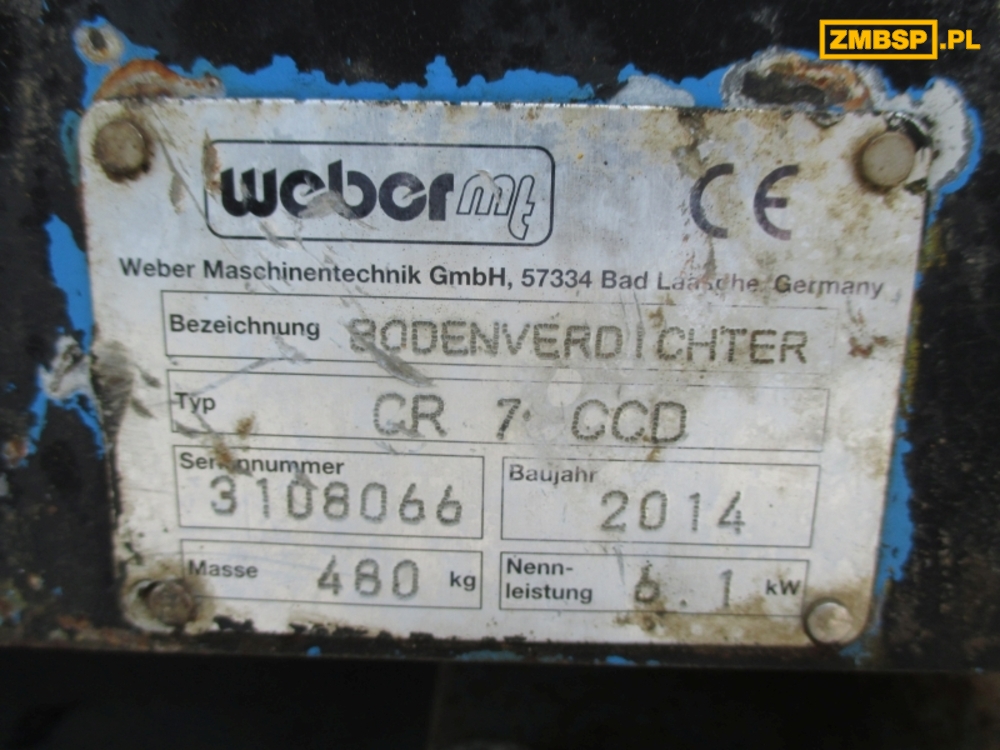 ZMBSP.PL
weber mt CE
Weber Maschinentechnik GmbH, 57334 Bad Laasphe Germany
Bezeichnung BODENVERDICHTER
Typ CR 7 CCD
Seriennummer Baujahr
3108066 2014
Masse 480 kg Nenn-
leistung 6.1 kW